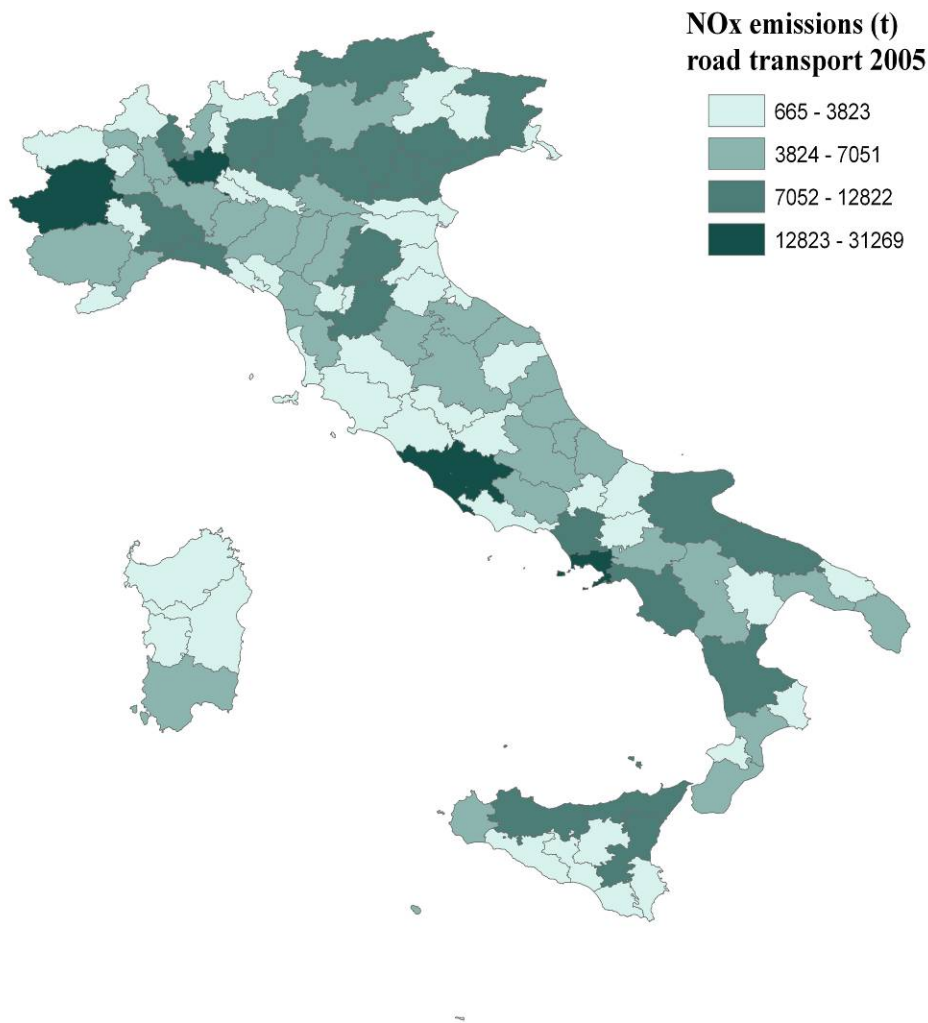 NOx emissions (t)
road transport 2005
665 - 3823
3824 - 7051
7052 - 12822
12823 - 31269